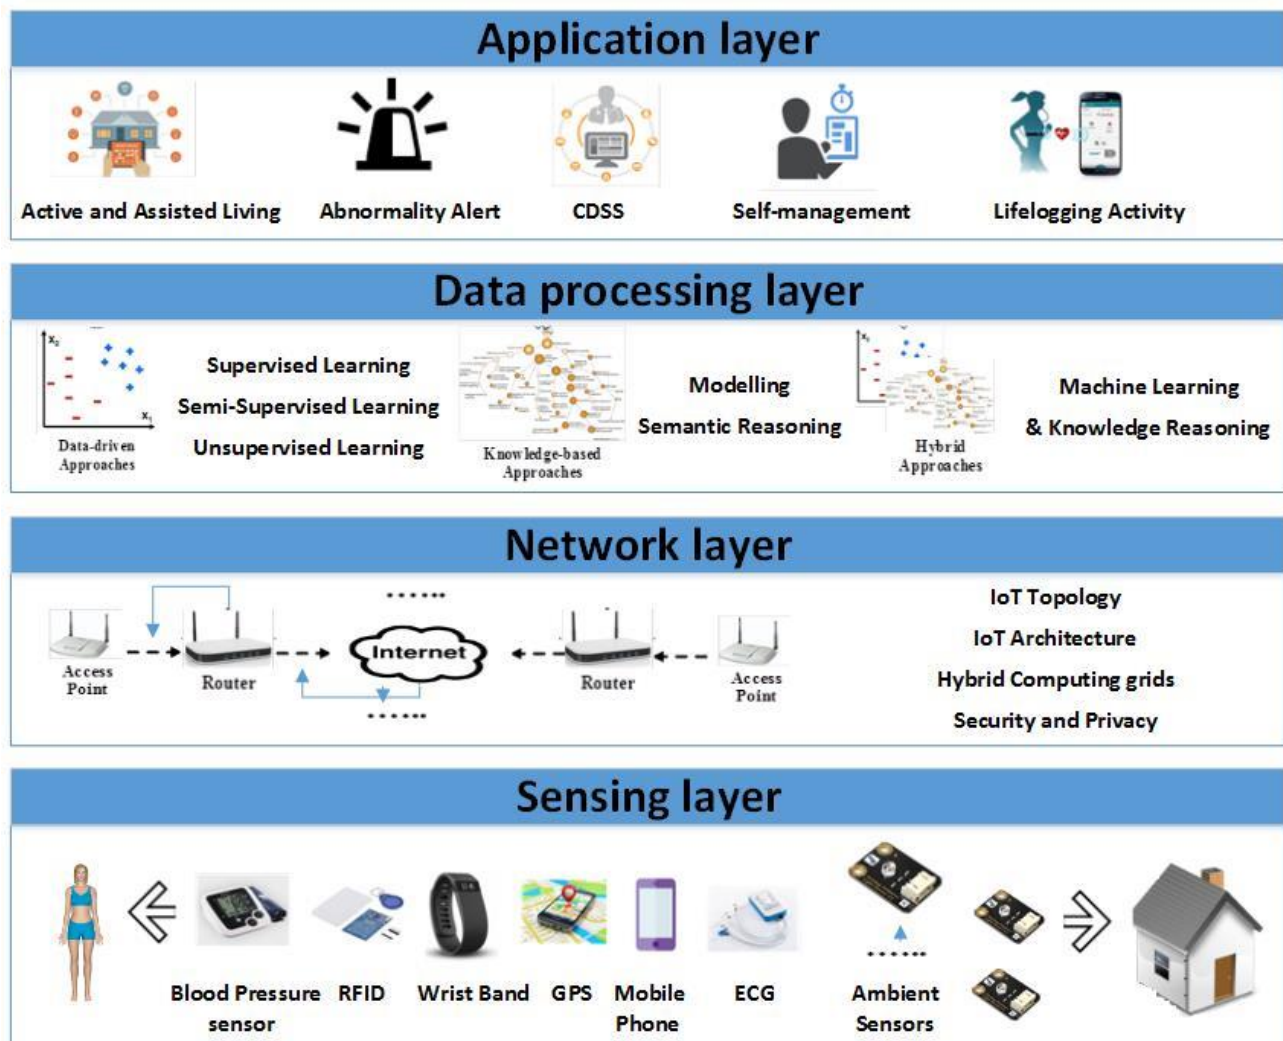 Application layer
Active and Assisted Living
Abnormality Alert
CDSS
Self-management
Lifelogging Activity
Data processing layer
X2
X1
Data-driven
Approaches
Supervised Learning
Semi-Supervised Learning
Unsupervised Learning
Knowledge-based
Approaches
Modelling
Semantic Reasoning
Hybrid
Approaches
Machine Learning
& Knowledge Reasoning
Network layer
Access
Point
Router
Internet
Router
Access
Point
IoT Topology
IoT Architecture
Hybrid Computing grids
Security and Privacy
Sensing layer
Blood Pressure
sensor
RFID
Wrist Band
GPS
Mobile
Phone
ECG
Ambient
Sensors